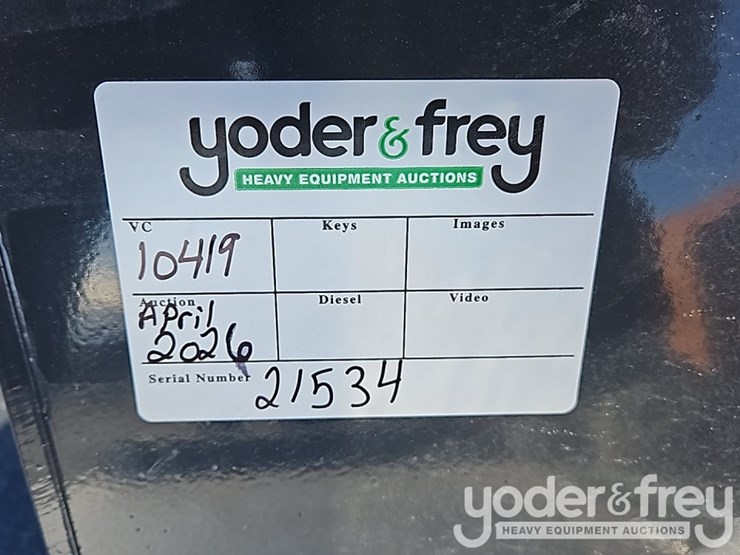 yoder & frey
HEAVY EQUIPMENT AUCTIONS
VC Keys Images
10419
Auction Diesel Video
April
2026
Serial Number 21534
yoder & frey
HEAVY EQUIPMENT AUCTIONS